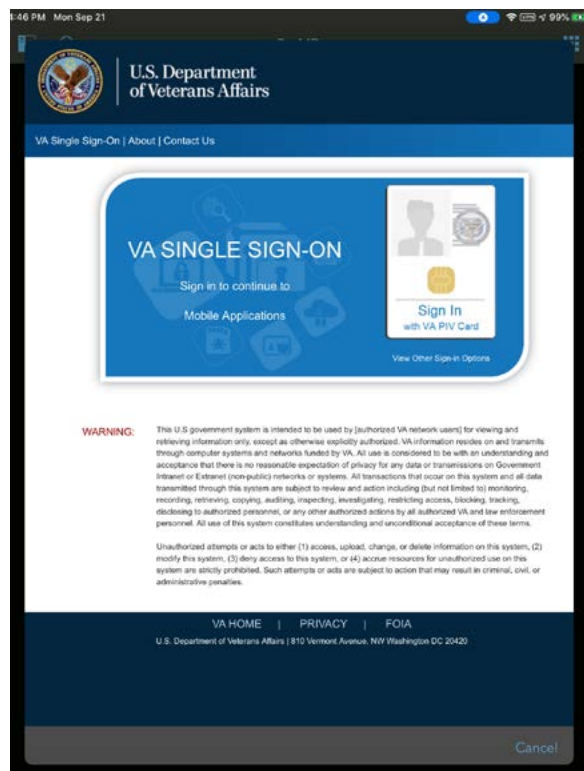 :46 PM Mon Sep 21
99%
U.S. Department
of Veterans Affairs
VA Single Sign-On | About | Contact Us
VA SINGLE SIGN-ON
Sign in to continue to
Mobile Applications
Sign In
with VA PIV Card
View Other Sign-in Options
WARNING:
This U.S government system is intended to be used by [authorized VA network users] for viewing and
retrieving information only, except as otherwise explicitly authorized. VA information resides on and transmits
through computer systems and networks funded by VA. All use is considered to be with an understanding and
acceptance that there is no reasonable expectation of privacy for any data or transmissions on Government
Intranet or Extranet (non-public) networks or systems. All transactions that occur on this system and all data
transmitted through this system are subject to review and action including (but not limited to) monitoring,
recording, retrieving, copying, auditing, inspecting, investigating, restricting access, blocking, tracking,
disclosing to authorized personnel, or any other authorized actions by all authorized VA and law enforcement
personnel. All use of this system constitutes understanding and unconditional acceptance of these terms.
Unauthorized attempts or acts to either (1) access, upload, change, or delete information on this system, (2)
modify this system, (3) deny access to this system, or (4) accrue resources for unauthorized use on this
system are strictly prohibited. Such attempts or acts are subject to action that may result in criminal, civil, or
administrative penalties.
VA HOME | PRIVACY | FOIA
U.S. Department of Veterans Affairs | 810 Vermont Avenue, NW Washington DC 20420
Cancel